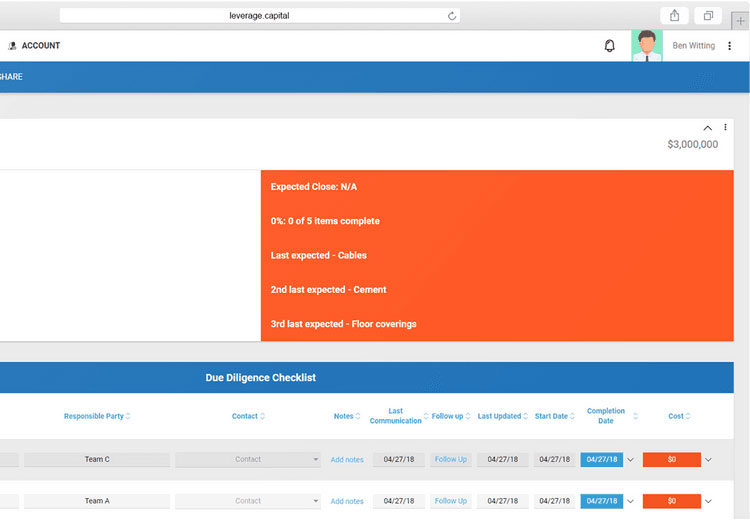 leverage.capital
ACCOUNT
Ben Witting
SHARE
$3,000,000
Expected Close: N/A
0%: 0 of 5 items complete
Last expected - Cables
2nd last expected - Cement
3rd last expected - Floor coverings
Due Diligence Checklist
Responsible Party Contact Notes Last Communication Follow up Last Updated Start Date Completion Date Cost
Team C Contact Add notes 04/27/18 Follow Up 04/27/18 04/27/18 04/27/18 $0
Team A Contact Add notes 04/27/18 Follow Up 04/27/18 04/27/18 04/27/18 $0